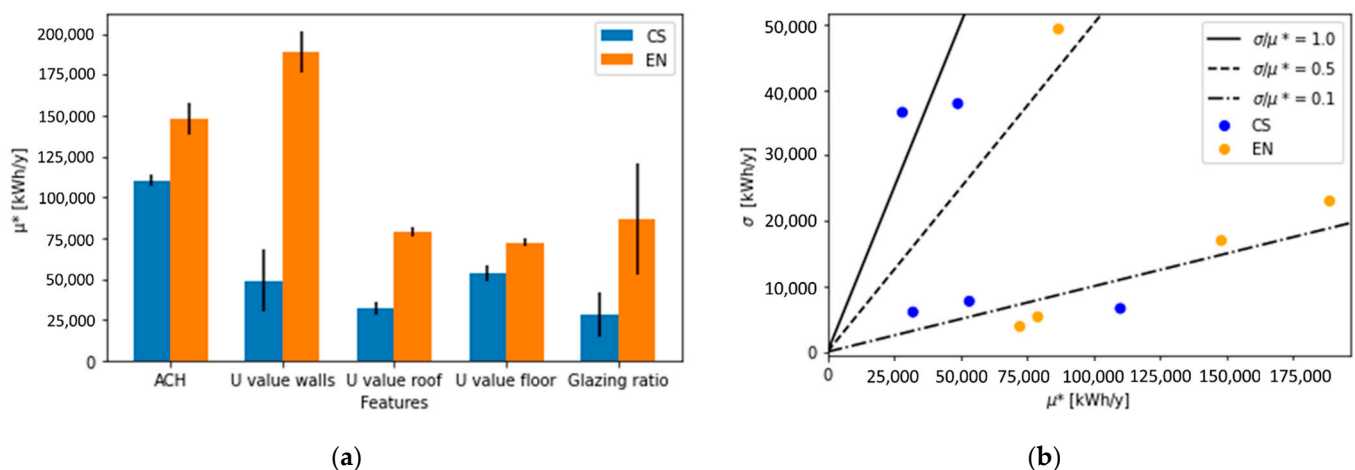 200,000
175,000
150,000
125,000
100,000
75,000
50,000
25,000
0
μ* [kWh/y]
CS
EN
ACH
U value walls
U value roof
U value floor
Glazing ratio
Features
(a)
50,000
40,000
30,000
20,000
10,000
0
σ [kWh/y]
σ/μ* = 1.0
σ/μ* = 0.5
σ/μ* = 0.1
CS
EN
0 25,000 50,000 75,000 100,000 125,000 150,000 175,000
μ* [kWh/y]
(b)